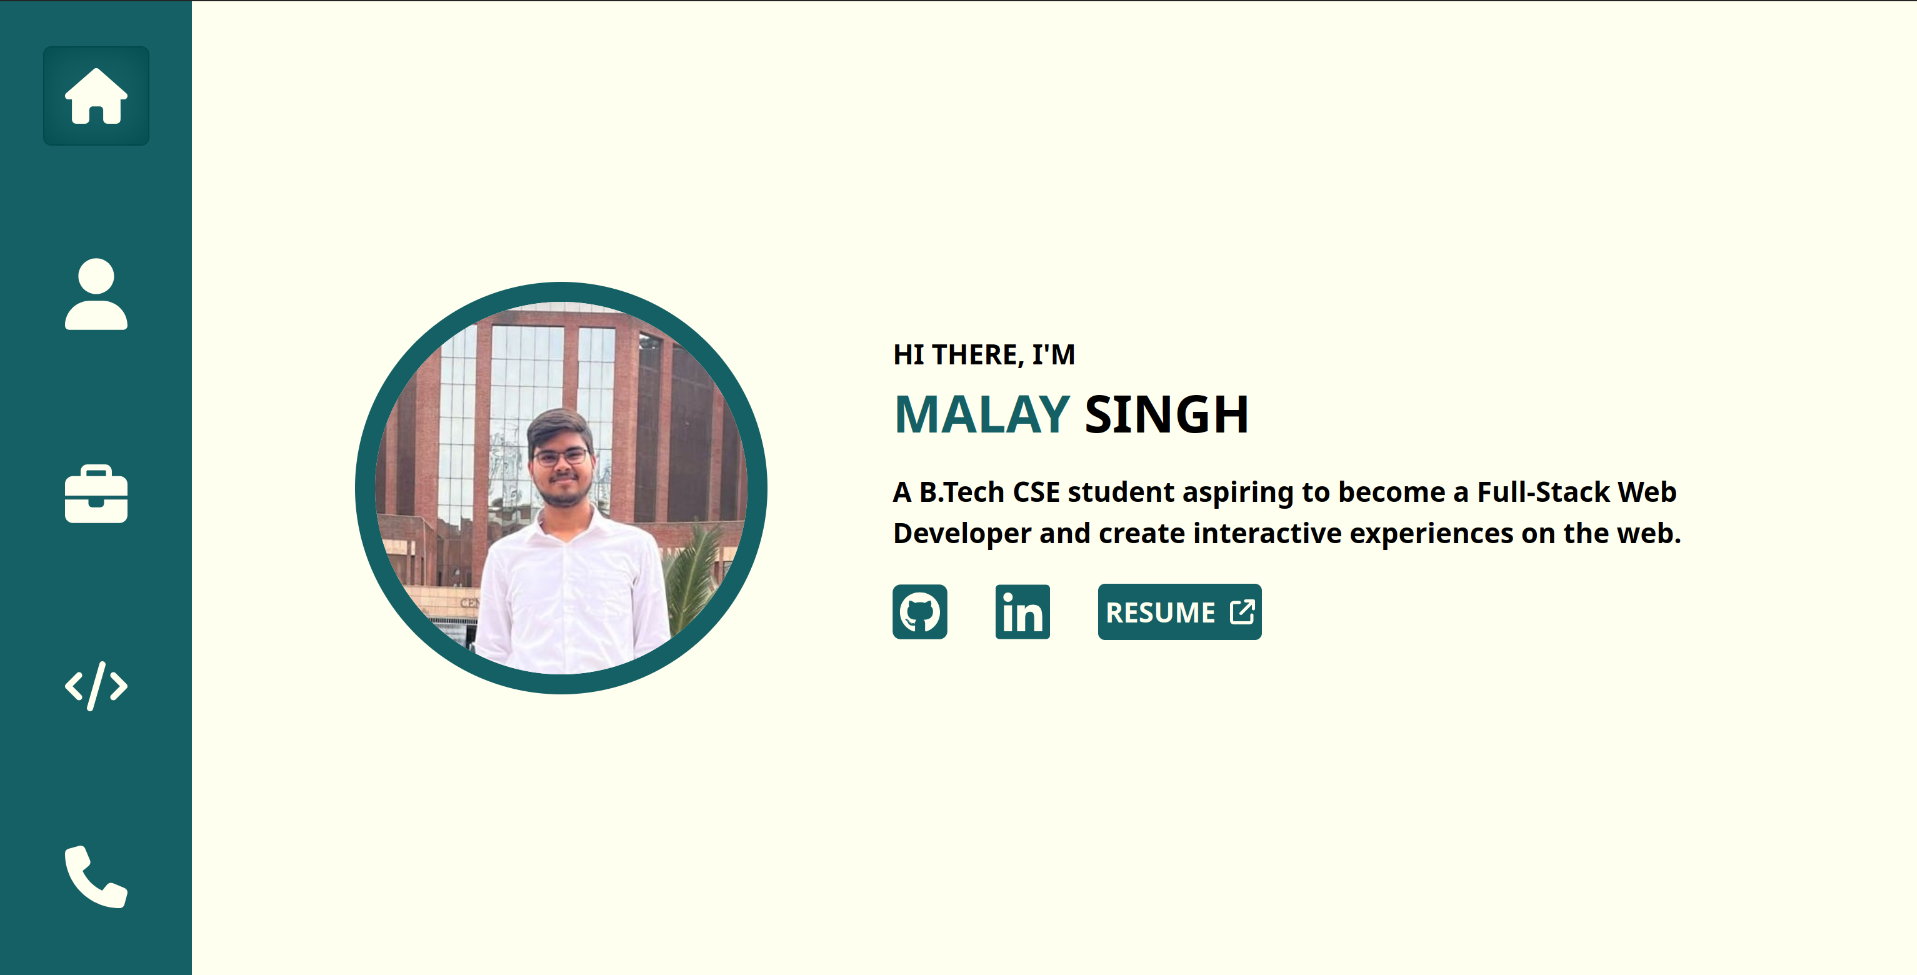 HI THERE, I'M
MALAY SINGH
A B.Tech CSE student aspiring to become a Full-Stack Web
Developer and create interactive experiences on the web.
in
RESUME
CEN